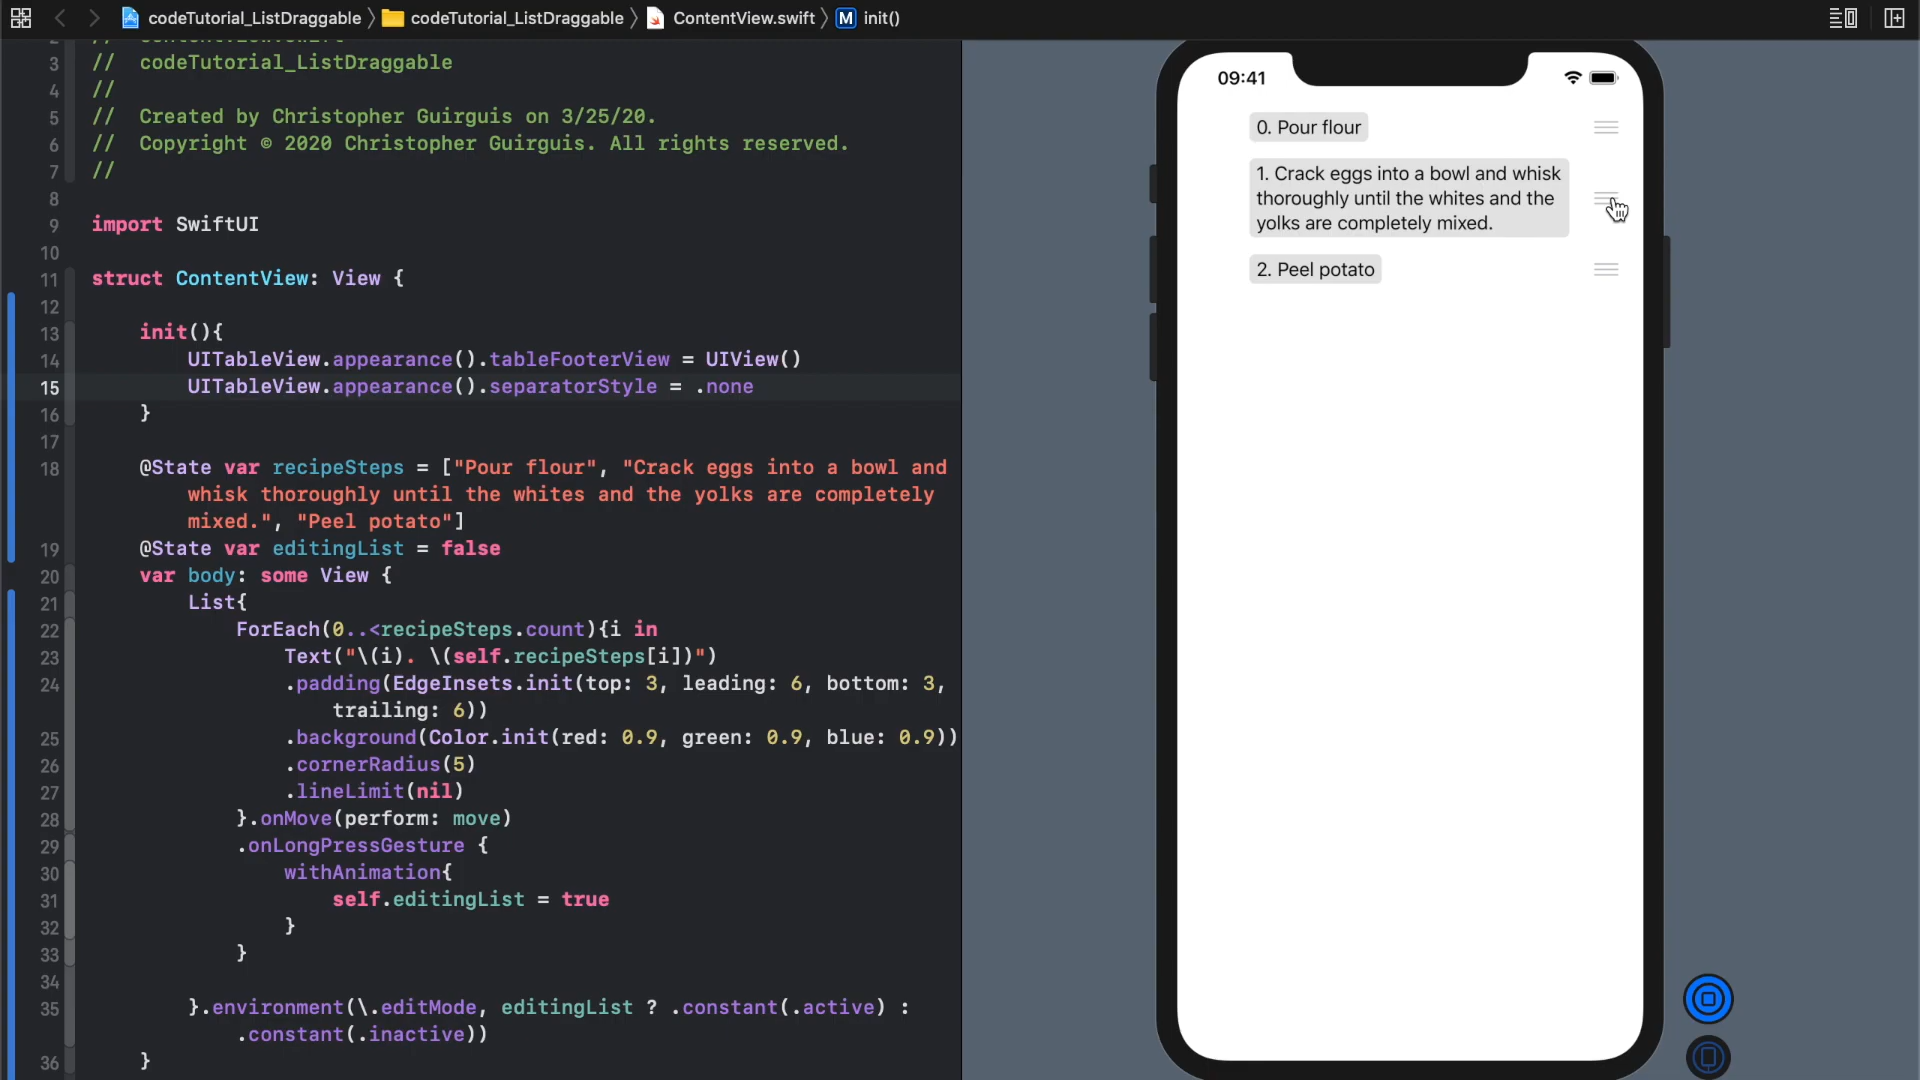 codeTutorial_ListDraggable
codeTutorial_ListDraggable
ContentView.swift
M init()
3 //  codeTutorial_ListDraggable
4 //
5 //  Created by Christopher Guirguis on 3/25/20.
6 //  Copyright © 2020 Christopher Guirguis. All rights reserved.
7 //
8
9 import SwiftUI
10
11 struct ContentView: View {
12
13     init(){
14         UITableView.appearance().tableFooterView = UIView()
15         UITableView.appearance().separatorStyle = .none
16     }
17
18     @State var recipeSteps = ["Pour flour", "Crack eggs into a bowl and
whisk thoroughly until the whites and the yolks are completely
mixed.", "Peel potato"]
19     @State var editingList = false
20     var body: some View {
21         List{
22             ForEach(0..<recipeSteps.count){i in
23                 Text("\(i). \(self.recipeSteps[i])")
24                 .padding(EdgeInsets.init(top: 3, leading: 6, bottom: 3,
trailing: 6))
25                 .background(Color.init(red: 0.9, green: 0.9, blue: 0.9))
26                 .cornerRadius(5)
27                 .lineLimit(nil)
28             }.onMove(perform: move)
29             .onLongPressGesture {
30                 withAnimation{
31                     self.editingList = true
32                 }
33             }
34
35         }.environment(\.editMode, editingList ? .constant(.active) :
.constant(.inactive))
36     }
09:41
0. Pour flour
1. Crack eggs into a bowl and whisk
thoroughly until the whites and the
yolks are completely mixed.
2. Peel potato